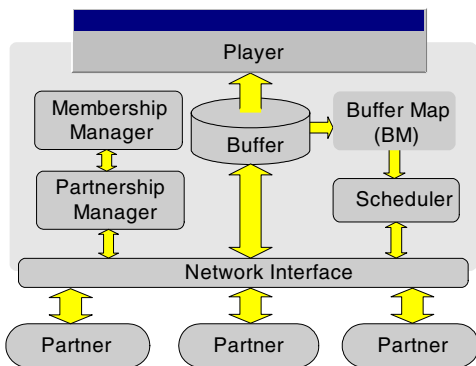 Player
Membership
Manager
Buffer
Buffer Map
(BM)
Partnership
Manager
Scheduler
Network Interface
Partner
Partner
Partner